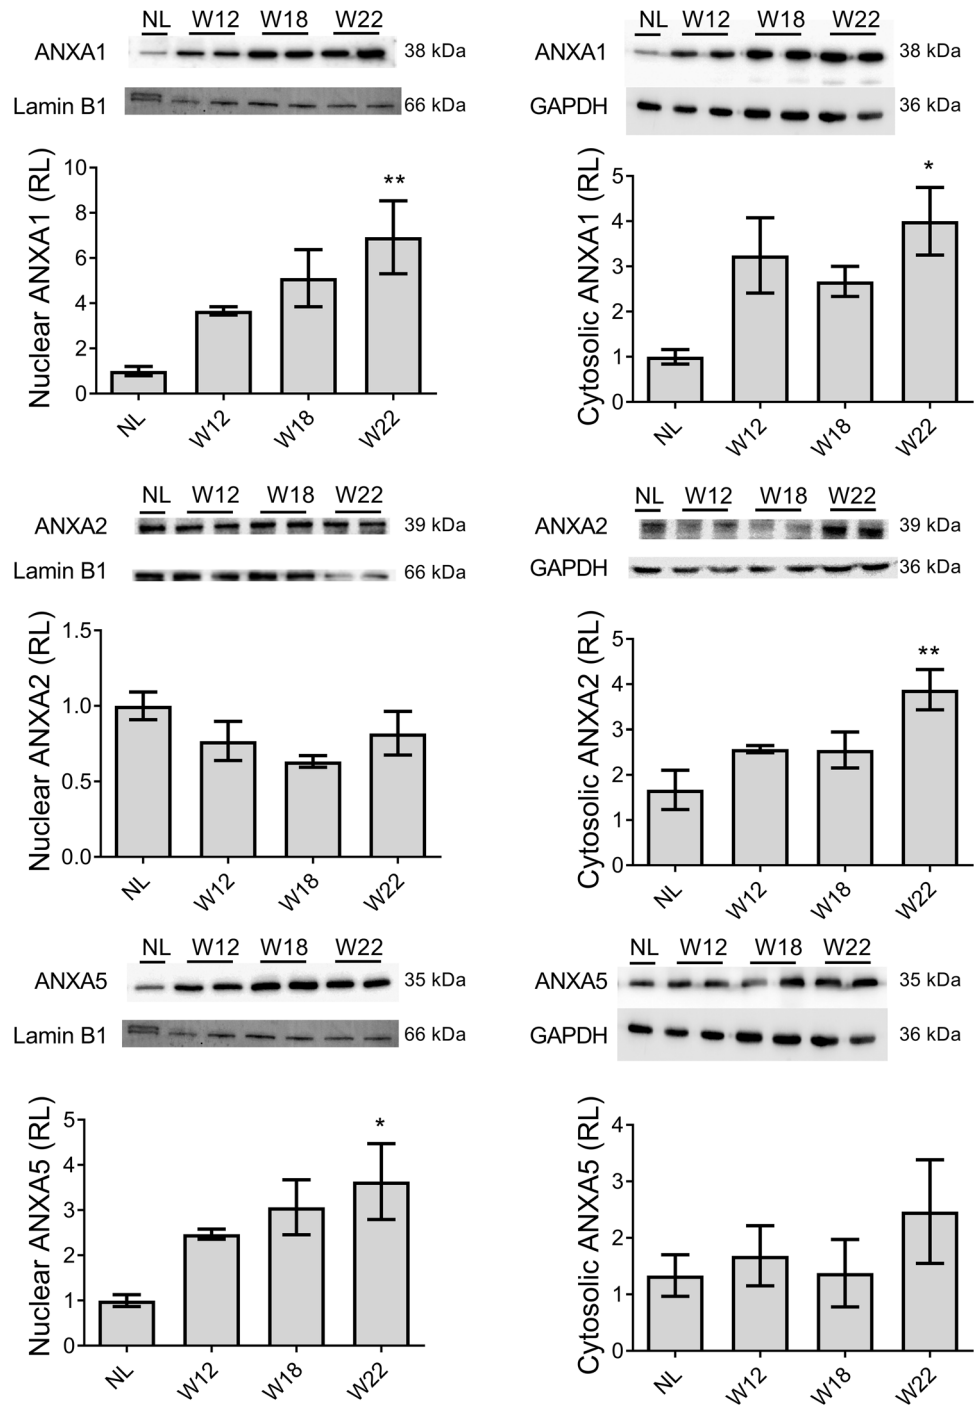 NL W12 W18 W22
ANXA1 38 kDa
Lamin B1 66 kDa
Nuclear ANXA1 (RL)
10
8
6
4
2
0
**
NL W12 W18 W22
NL W12 W18 W22
ANXA1 38 kDa
GAPDH 36 kDa
Cytosolic ANXA1 (RL)
5
4
3
2
1
0
*
NL W12 W18 W22
NL W12 W18 W22
ANXA2 39 kDa
Lamin B1 66 kDa
Nuclear ANXA2 (RL)
1.5
1.0
0.5
0.0
NL W12 W18 W22
NL W12 W18 W22
ANXA2 39 kDa
GAPDH 36 kDa
Cytosolic ANXA2 (RL)
5
4
3
2
1
0
**
NL W12 W18 W22
NL W12 W18 W22
ANXA5 35 kDa
Lamin B1 66 kDa
Nuclear ANXA5 (RL)
5
4
3
2
1
0
*
NL W12 W18 W22
NL W12 W18 W22
ANXA5 35 kDa
GAPDH 36 kDa
Cytosolic ANXA5 (RL)
4
3
2
1
0
NL W12 W18 W22